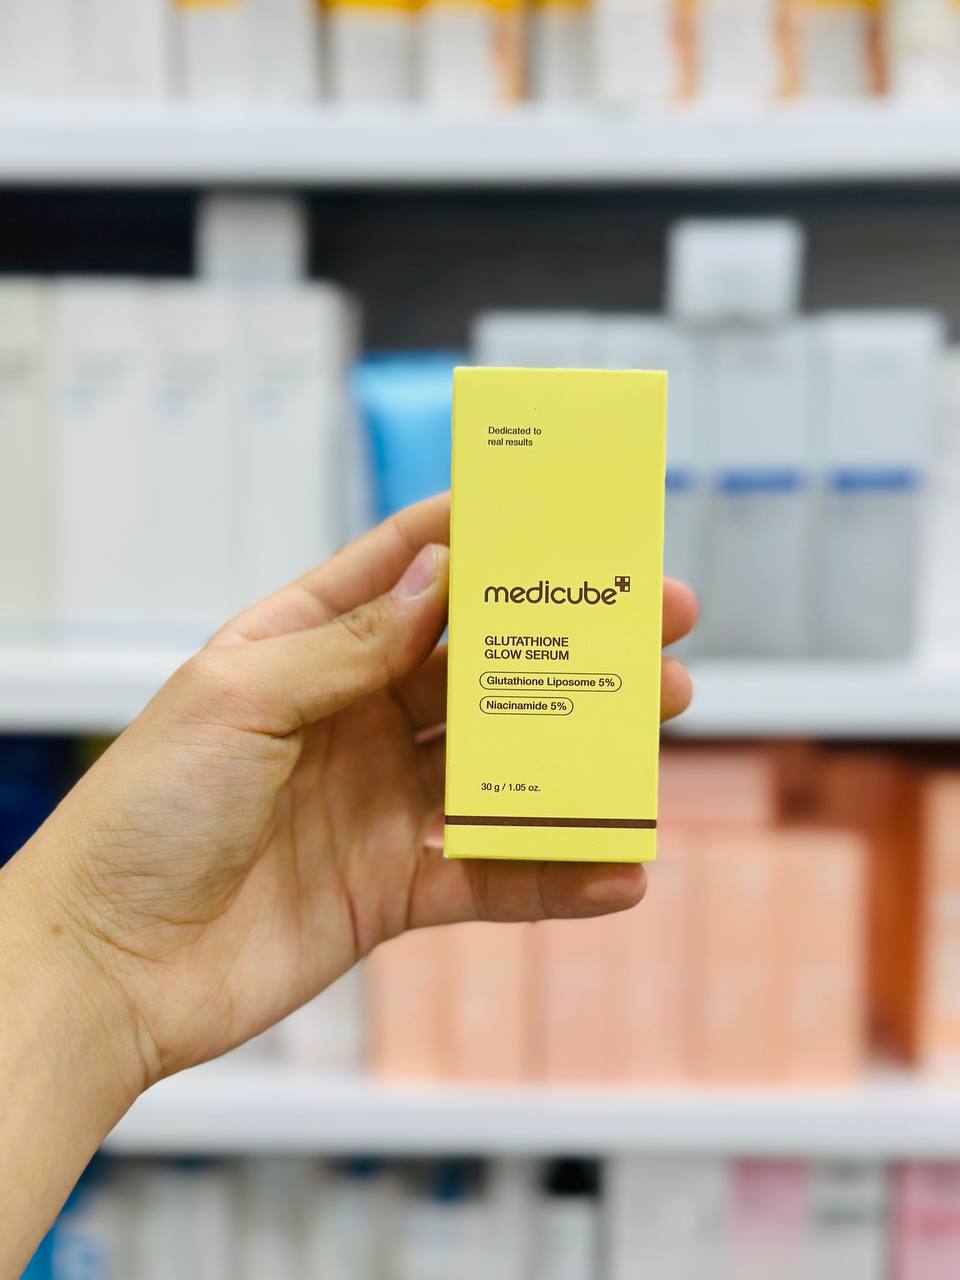 Dedicated to
real results
medicube
GLUTATHIONE
GLOW SERUM
Glutathione Liposome 5%
Niacinamide 5%
30 g / 1.05 oz.